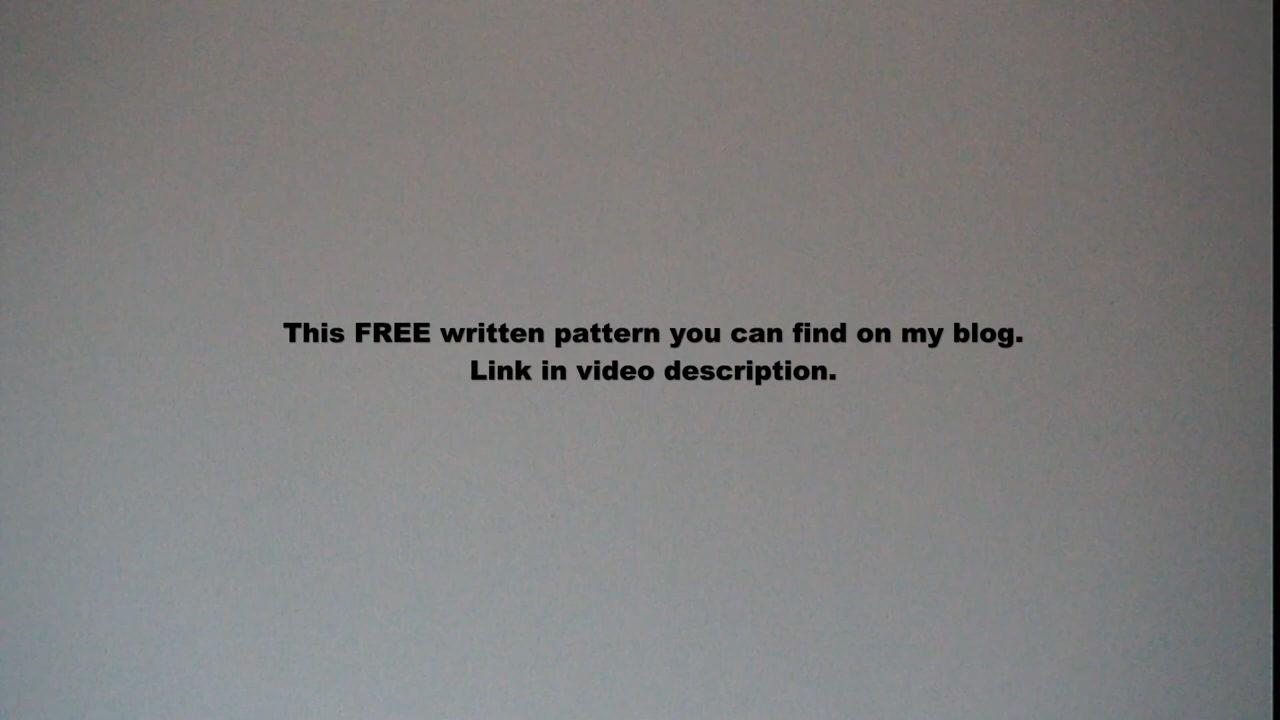 This FREE written pattern you can find on my blog.
Link in video description.